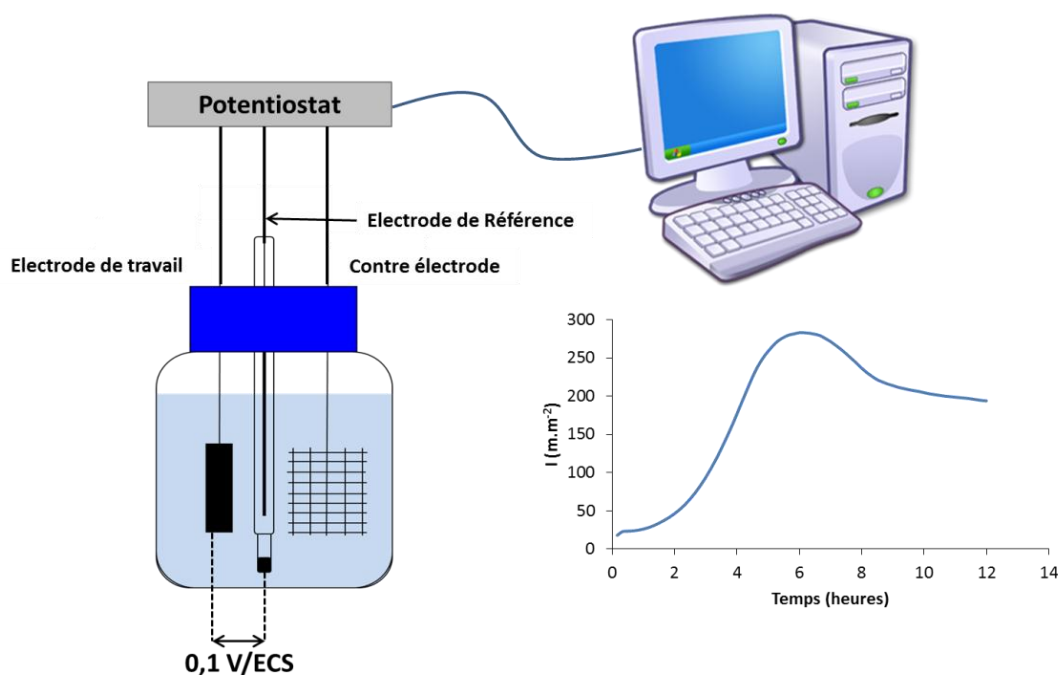 Potentiostat
Electrode de Référence
Electrode de travail
Contre électrode
0,1 V/ECS
I (m.m-²)
300
250
200
150
100
50
0
0 2 4 6 8 10 12 14
Temps (heures)